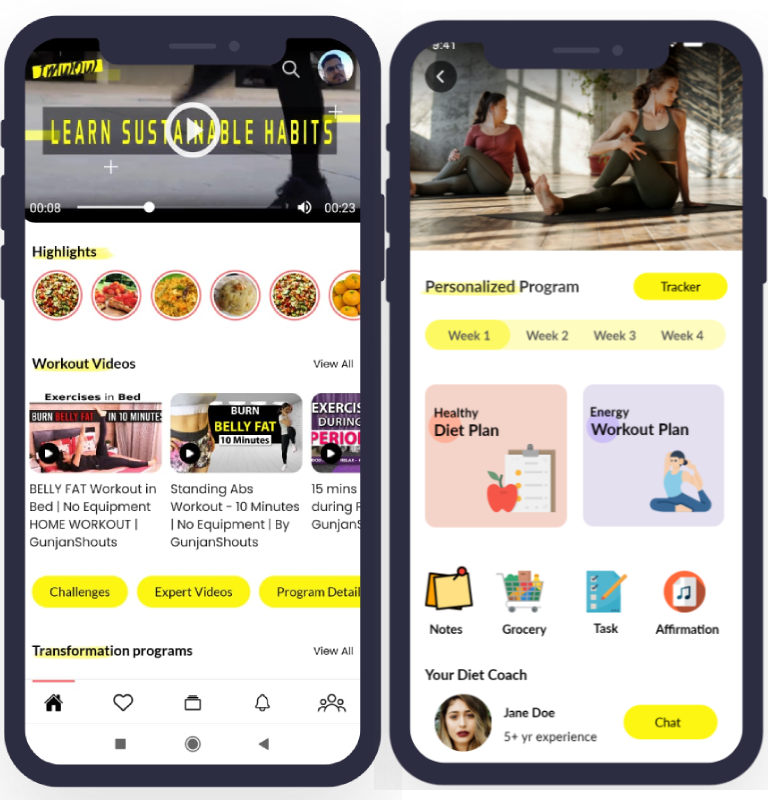 LEARN SUSTAINABLE HABITS
00:08
00:23
Highlights
Workout Videos
View All
Exercises in Bed
BURN BELLY FAT IN 10 MINUTES
BURN
BELLY FAT
10 Minutes
EXERCIS
DURING
PERIO
BELLY FAT Workout in
Bed | No Equipment
HOME WORKOUT |
GunjanShouts
Standing Abs
Workout - 10 Minutes
| No Equipment | By
GunjanShouts
15 mins
during
GunjanS
Challenges
Expert Videos
Program Detail
Transformation programs
View All
9:41
Personalized Program
Tracker
Week 1
Week 2
Week 3
Week 4
Healthy
Diet Plan
Energy
Workout Plan
Notes
Grocery
Task
Affirmation
Your Diet Coach
Jane Doe
5+ yr experience
Chat